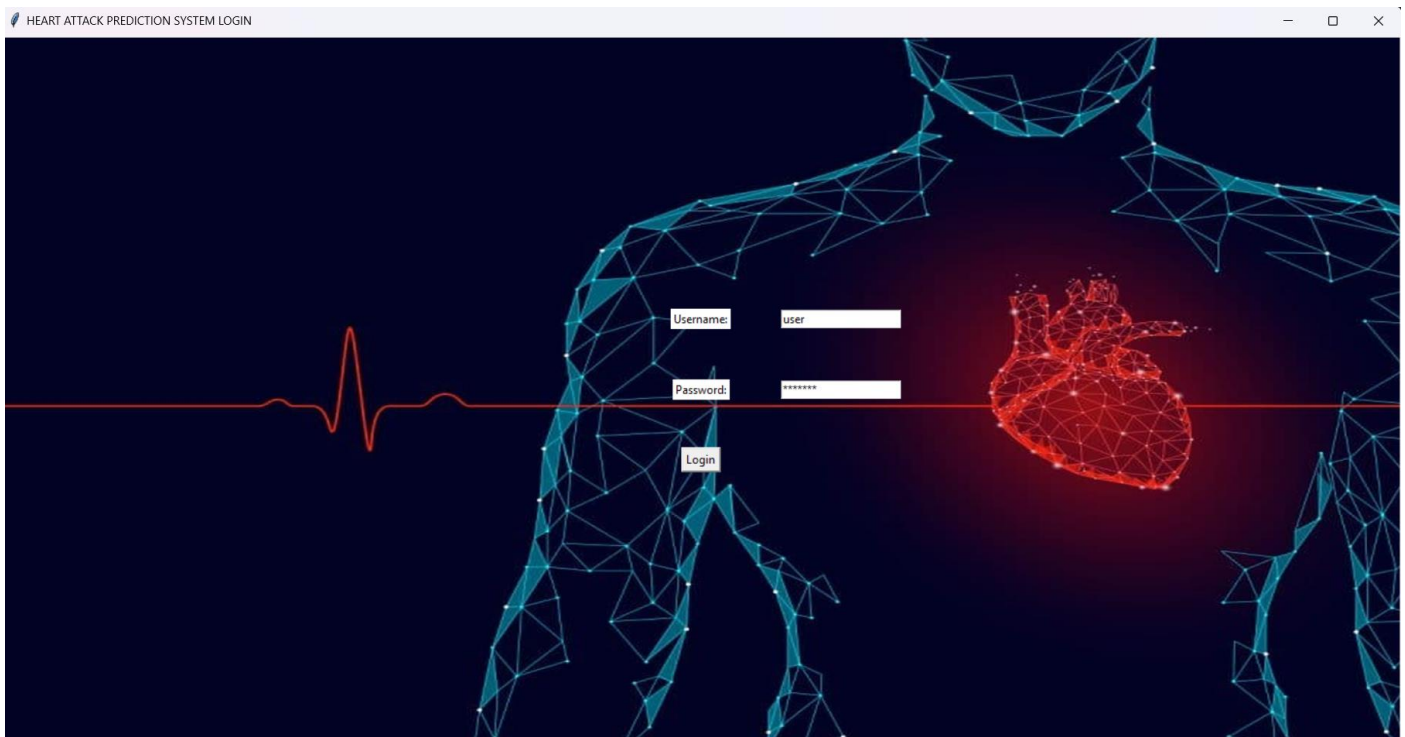 HEART ATTACK PREDICTION SYSTEM LOGIN
Username: user
Password: *******
Login